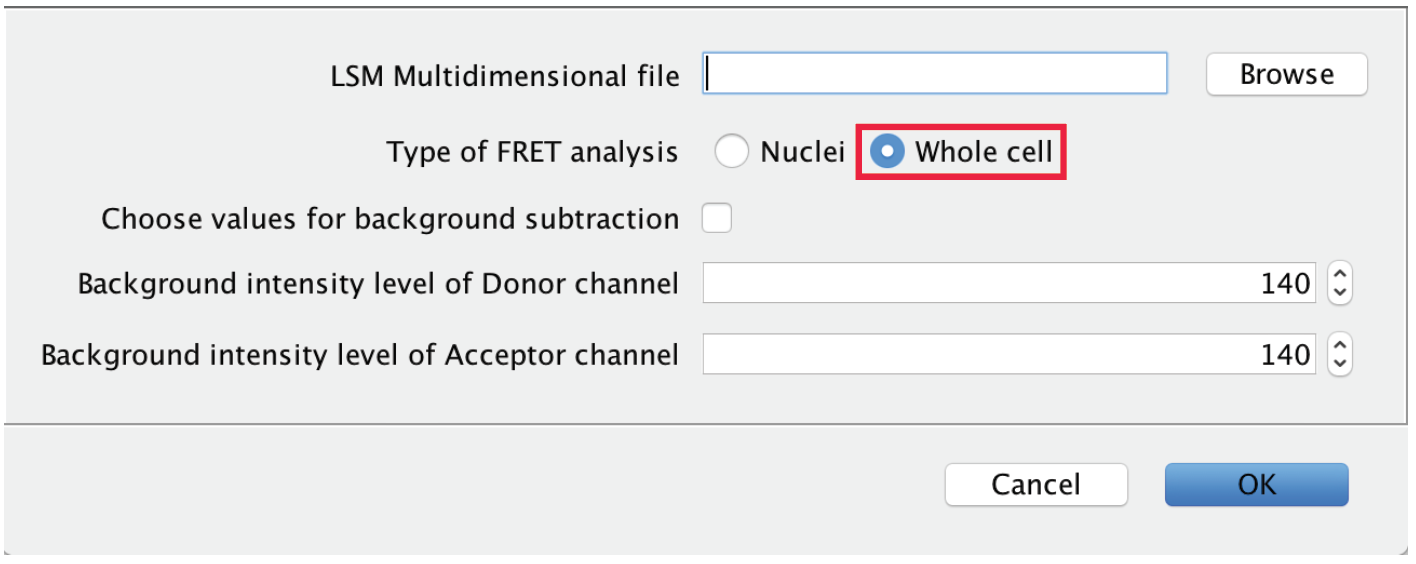 LSM Multidimensional file Browse
Type of FRET analysis Nuclei Whole cell
Choose values for background subtraction
Background intensity level of Donor channel 140
Background intensity level of Acceptor channel 140
Cancel OK